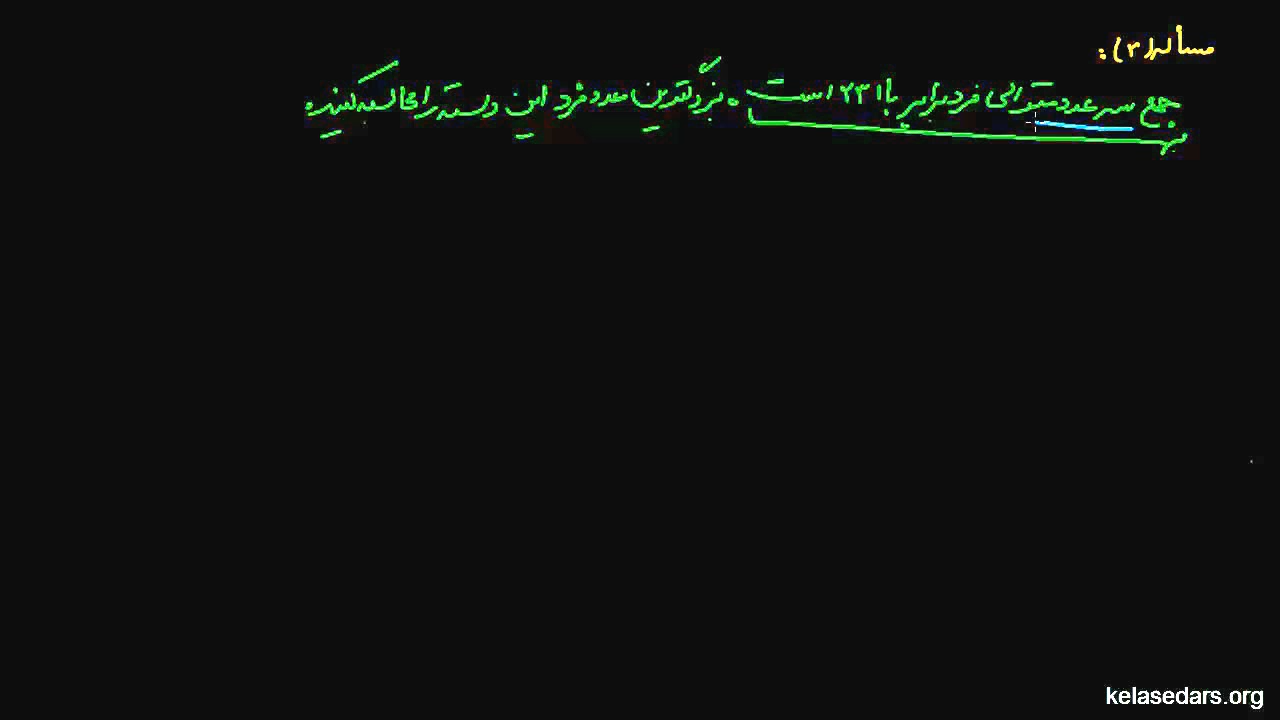 مسأله (۳):
جمع سه عدد متوالی فرد برابر با ۲۳۱ است. بزرگترین عدد فرد این دسته را محاسبه کنید.
kelasedars.org